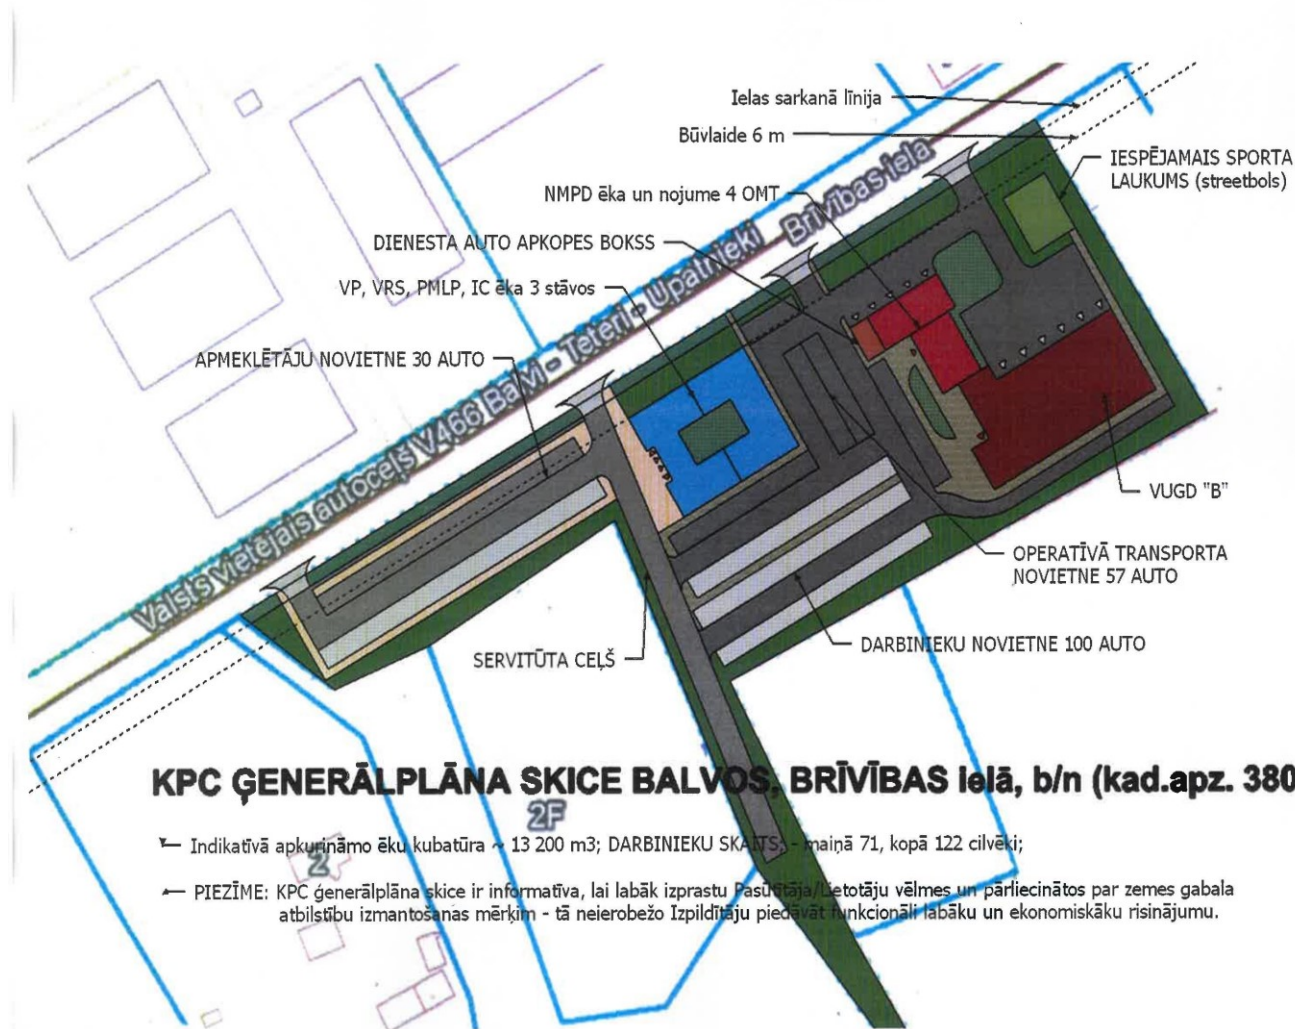 Ielas sarkanā līnija
Būvlaide 6 m
IESPĒJAMAIS SPORTA
LAUKUMS (streetbols)
NMPD ēka un nojume 4 OMT
DIENESTA AUTO APKOPES BOKSS
VP, VRS, PMLP, IC ēka 3 stāvos
APMEKLĒTĀJU NOVIETNE 30 AUTO
Valsts vietējais autoceļš V466 Balvi - Teteri - Upatnieki
Brīvības iela
VUGD "B"
OPERATĪVĀ TRANSPORTA
NOVIETNE 57 AUTO
DARBINIEKU NOVIETNE 100 AUTO
SERVITŪTA CEĻŠ
KPC ĢENERĀLPLĀNA SKICE BALVOS, BRĪVĪBAS ielā, b/n (kad.apz. 380
2F
Indikatīvā apkurināmo ēku kubatūra ~ 13 200 m3; DARBINIEKU SKAITS: - maiņā 71, kopā 122 cilvēki;
2
PIEZĪME: KPC ģenerālplāna skice ir informatīva, lai labāk izprastu Pasūtītāja/Lietotāju vēlmes un pārliecinātos par zemes gabala
atbilstību izmantošanas mērķim - tā neierobežo Izpildītāju piedāvāt funkcionāli labāku un ekonomiskāku risinājumu.